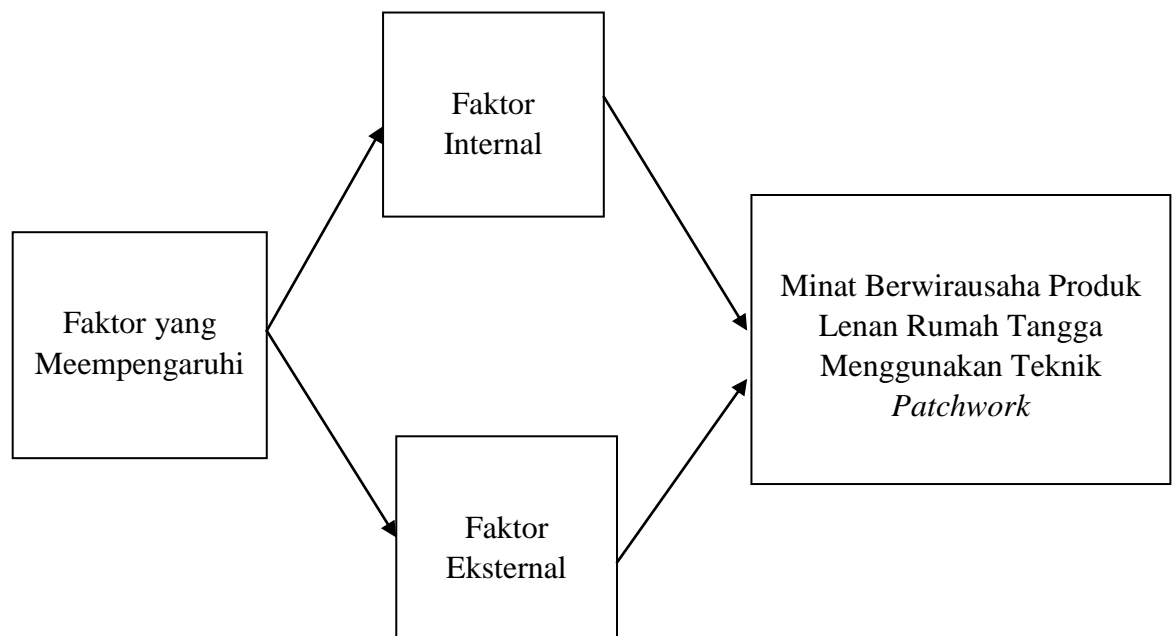 Faktor
Internal
Faktor yang
Meempengaruhi
Minat Berwirausaha Produk
Lenan Rumah Tangga
Menggunakan Teknik
Patchwork
Faktor
Eksternal